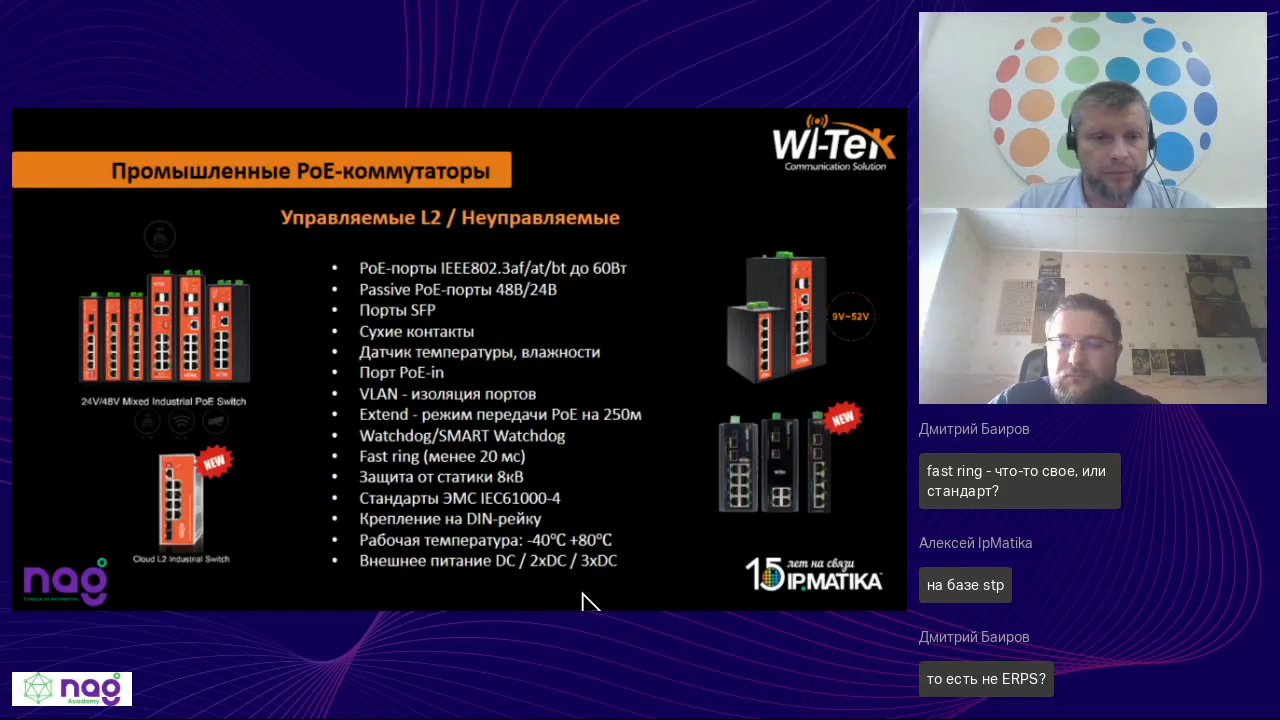 WI-TEK
Communication Solution
Промышленные PoE-коммутаторы
Управляемые L2 / Неуправляемые
• PoE-порты IEEE802.3af/at/bt до 60Вт
• Passive PoE-порты 48В/24В
• Порты SFP
• Сухие контакты
• Датчик температуры, влажности
• Порт PoE-in
• VLAN - изоляция портов
• Extend - режим передачи PoE на 250м
• Watchdog/SMART Watchdog
• Fast ring (менее 20 мс)
• Защита от статики 8кВ
• Стандарты ЭМС IEC61000-4
• Крепление на DIN-рейку
• Рабочая температура: -40℃ +80℃
• Внешнее питание DC / 2xDC / 3xDC
24V/48V Mixed Industrial PoE Switch
NEW
Cloud L2 Industrial Switch
9V~52V
NEW
nag
15 лет на связи
IPMATIKA
nag
Academy
Дмитрий Баиров
fast ring - что-то свое, или
стандарт?
Алексей IpMatika
на базе stp
Дмитрий Баиров
то есть не ERPS?